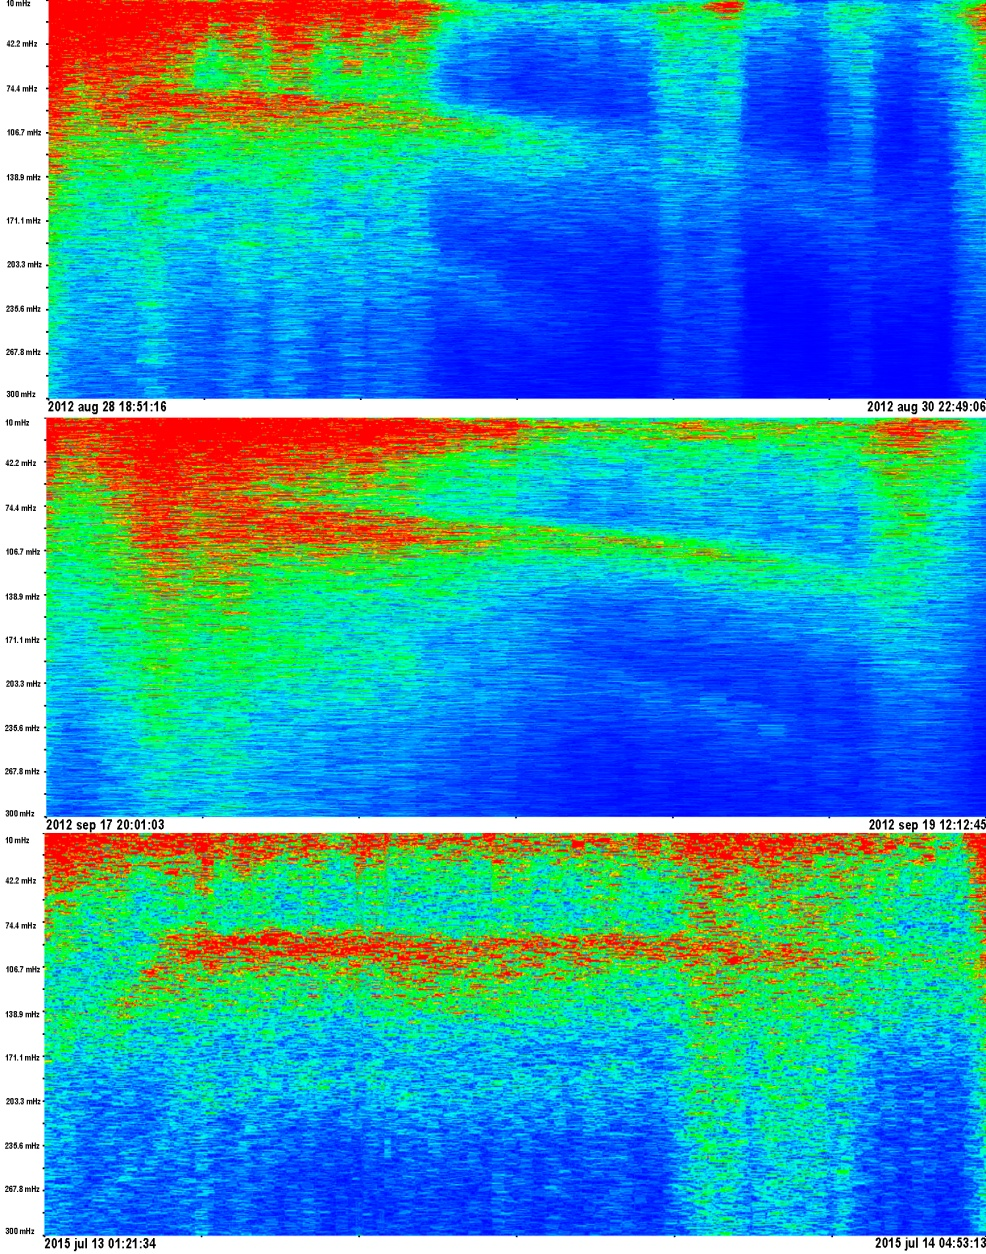 10 mHz
42.2 mHz
74.4 mHz
106.7 mHz
138.9 mHz
171.1 mHz
203.3 mHz
235.6 mHz
267.8 mHz
300 mHz
2012 aug 28 18:51:16 2012 aug 30 22:49:06
10 mHz
42.2 mHz
74.4 mHz
106.7 mHz
138.9 mHz
171.1 mHz
203.3 mHz
235.6 mHz
267.8 mHz
300 mHz
2012 sep 17 20:01:03 2012 sep 19 12:12:45
10 mHz
42.2 mHz
74.4 mHz
106.7 mHz
138.9 mHz
171.1 mHz
203.3 mHz
235.6 mHz
267.8 mHz
300 mHz
2015 jul 13 01:21:34 2015 jul 14 04:53:13